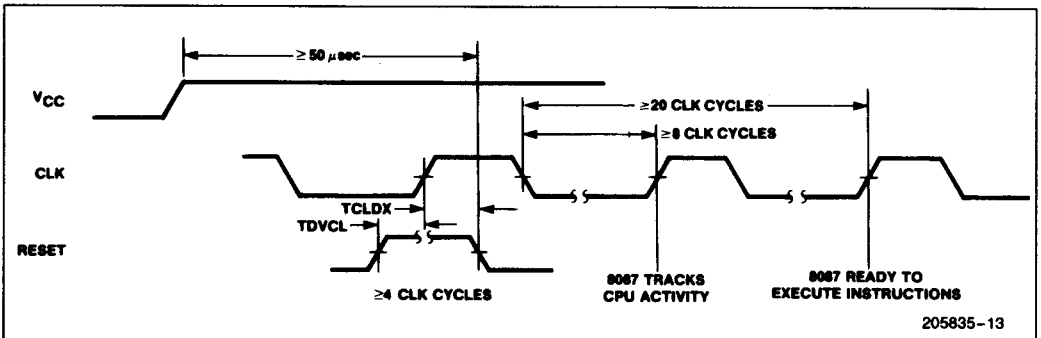 ≥ 50 µsec
VCC
≥20 CLK CYCLES
≥8 CLK CYCLES
CLK
TCLDX
TDVCL
RESET
≥4 CLK CYCLES
8087 TRACKS
CPU ACTIVITY
8087 READY TO
EXECUTE INSTRUCTIONS
205835–13